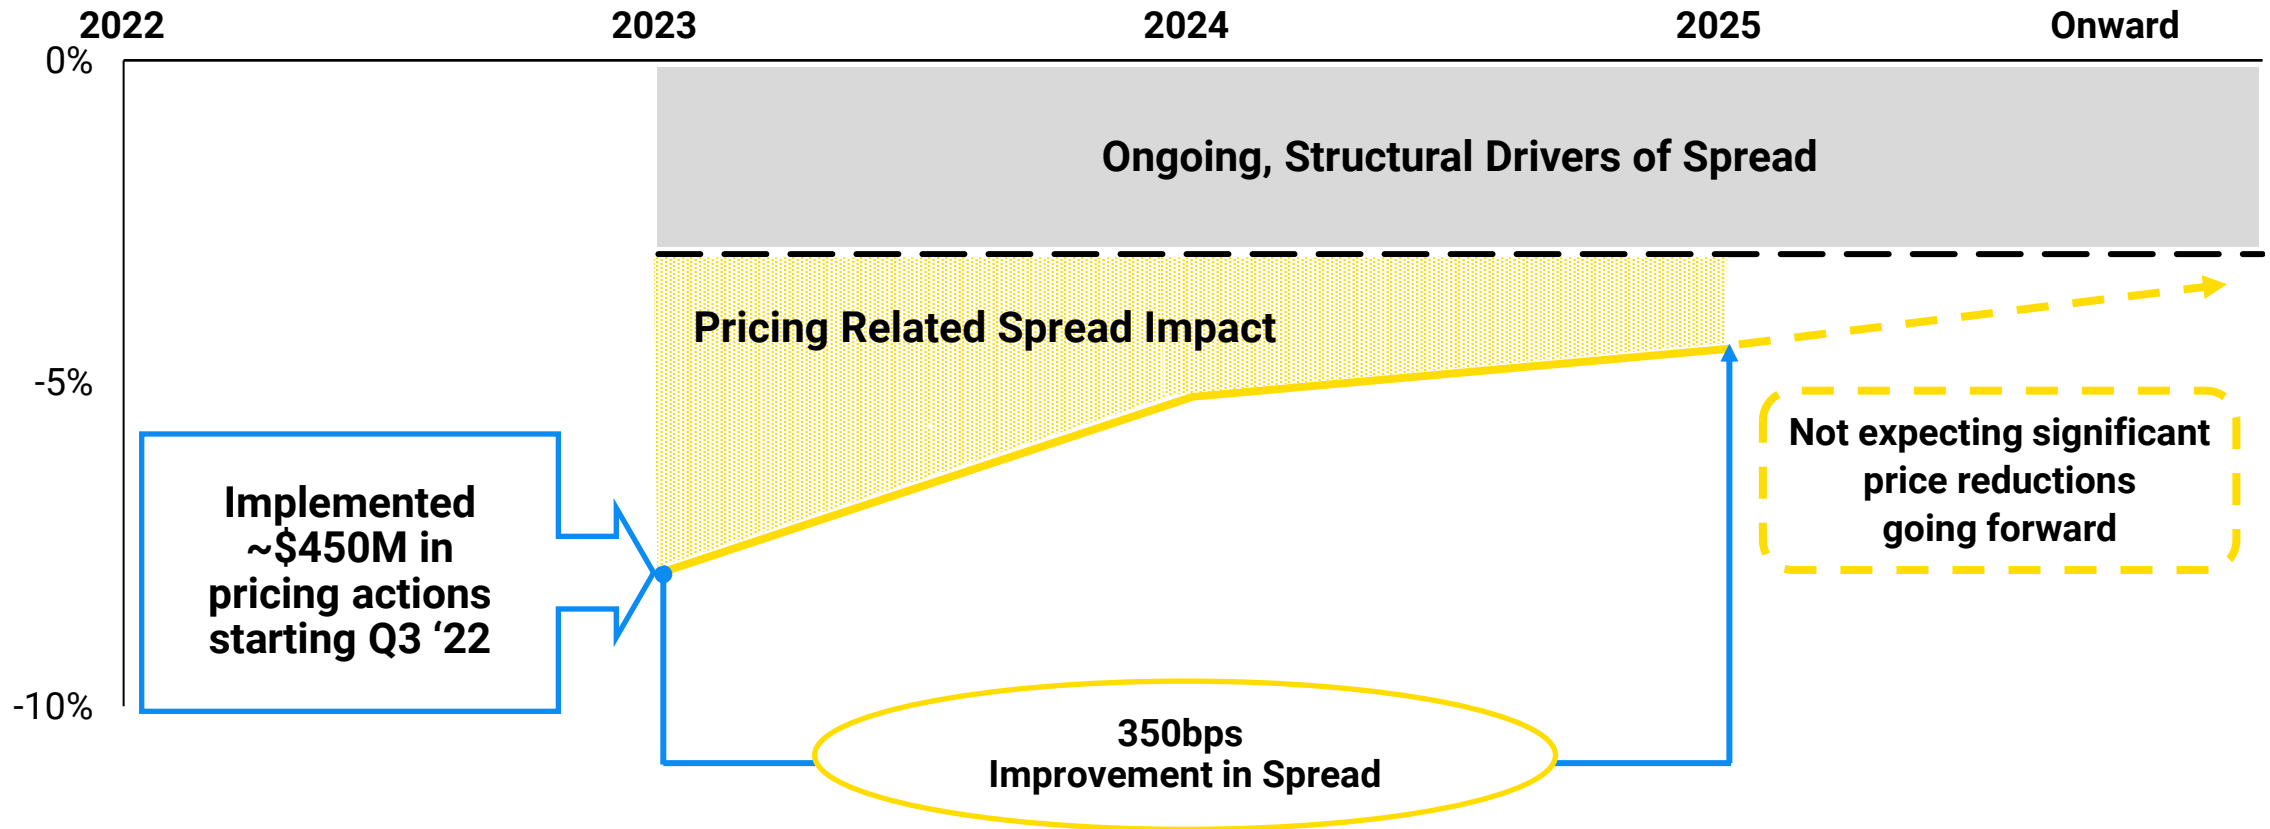 2022 2023 2024 2025 Onward
0%
Ongoing, Structural Drivers of Spread
Pricing Related Spread Impact
-5%
Not expecting significant
price reductions
going forward
Implemented
~$450M in
pricing actions
starting Q3 ‘22
-10%
350bps
Improvement in Spread